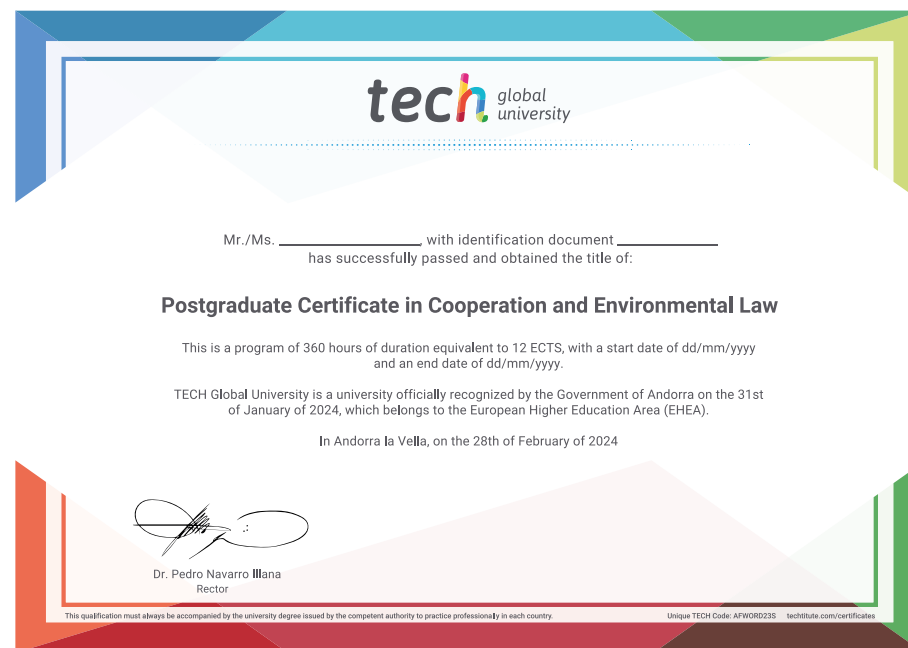 tech global university
Mr./Ms. ____________________, with identification document ______________
has successfully passed and obtained the title of:
Postgraduate Certificate in Cooperation and Environmental Law
This is a program of 360 hours of duration equivalent to 12 ECTS, with a start date of dd/mm/yyyy
and an end date of dd/mm/yyyy.
TECH Global University is a university officially recognized by the Government of Andorra on the 31st
of January of 2024, which belongs to the European Higher Education Area (EHEA).
In Andorra la Vella, on the 28th of February of 2024
Dr. Pedro Navarro Illana
Rector
This qualification must always be accompanied by the university degree issued by the competent authority to practice professionally in each country.
Unique TECH Code: AFWORD23S techtitute.com/certificates